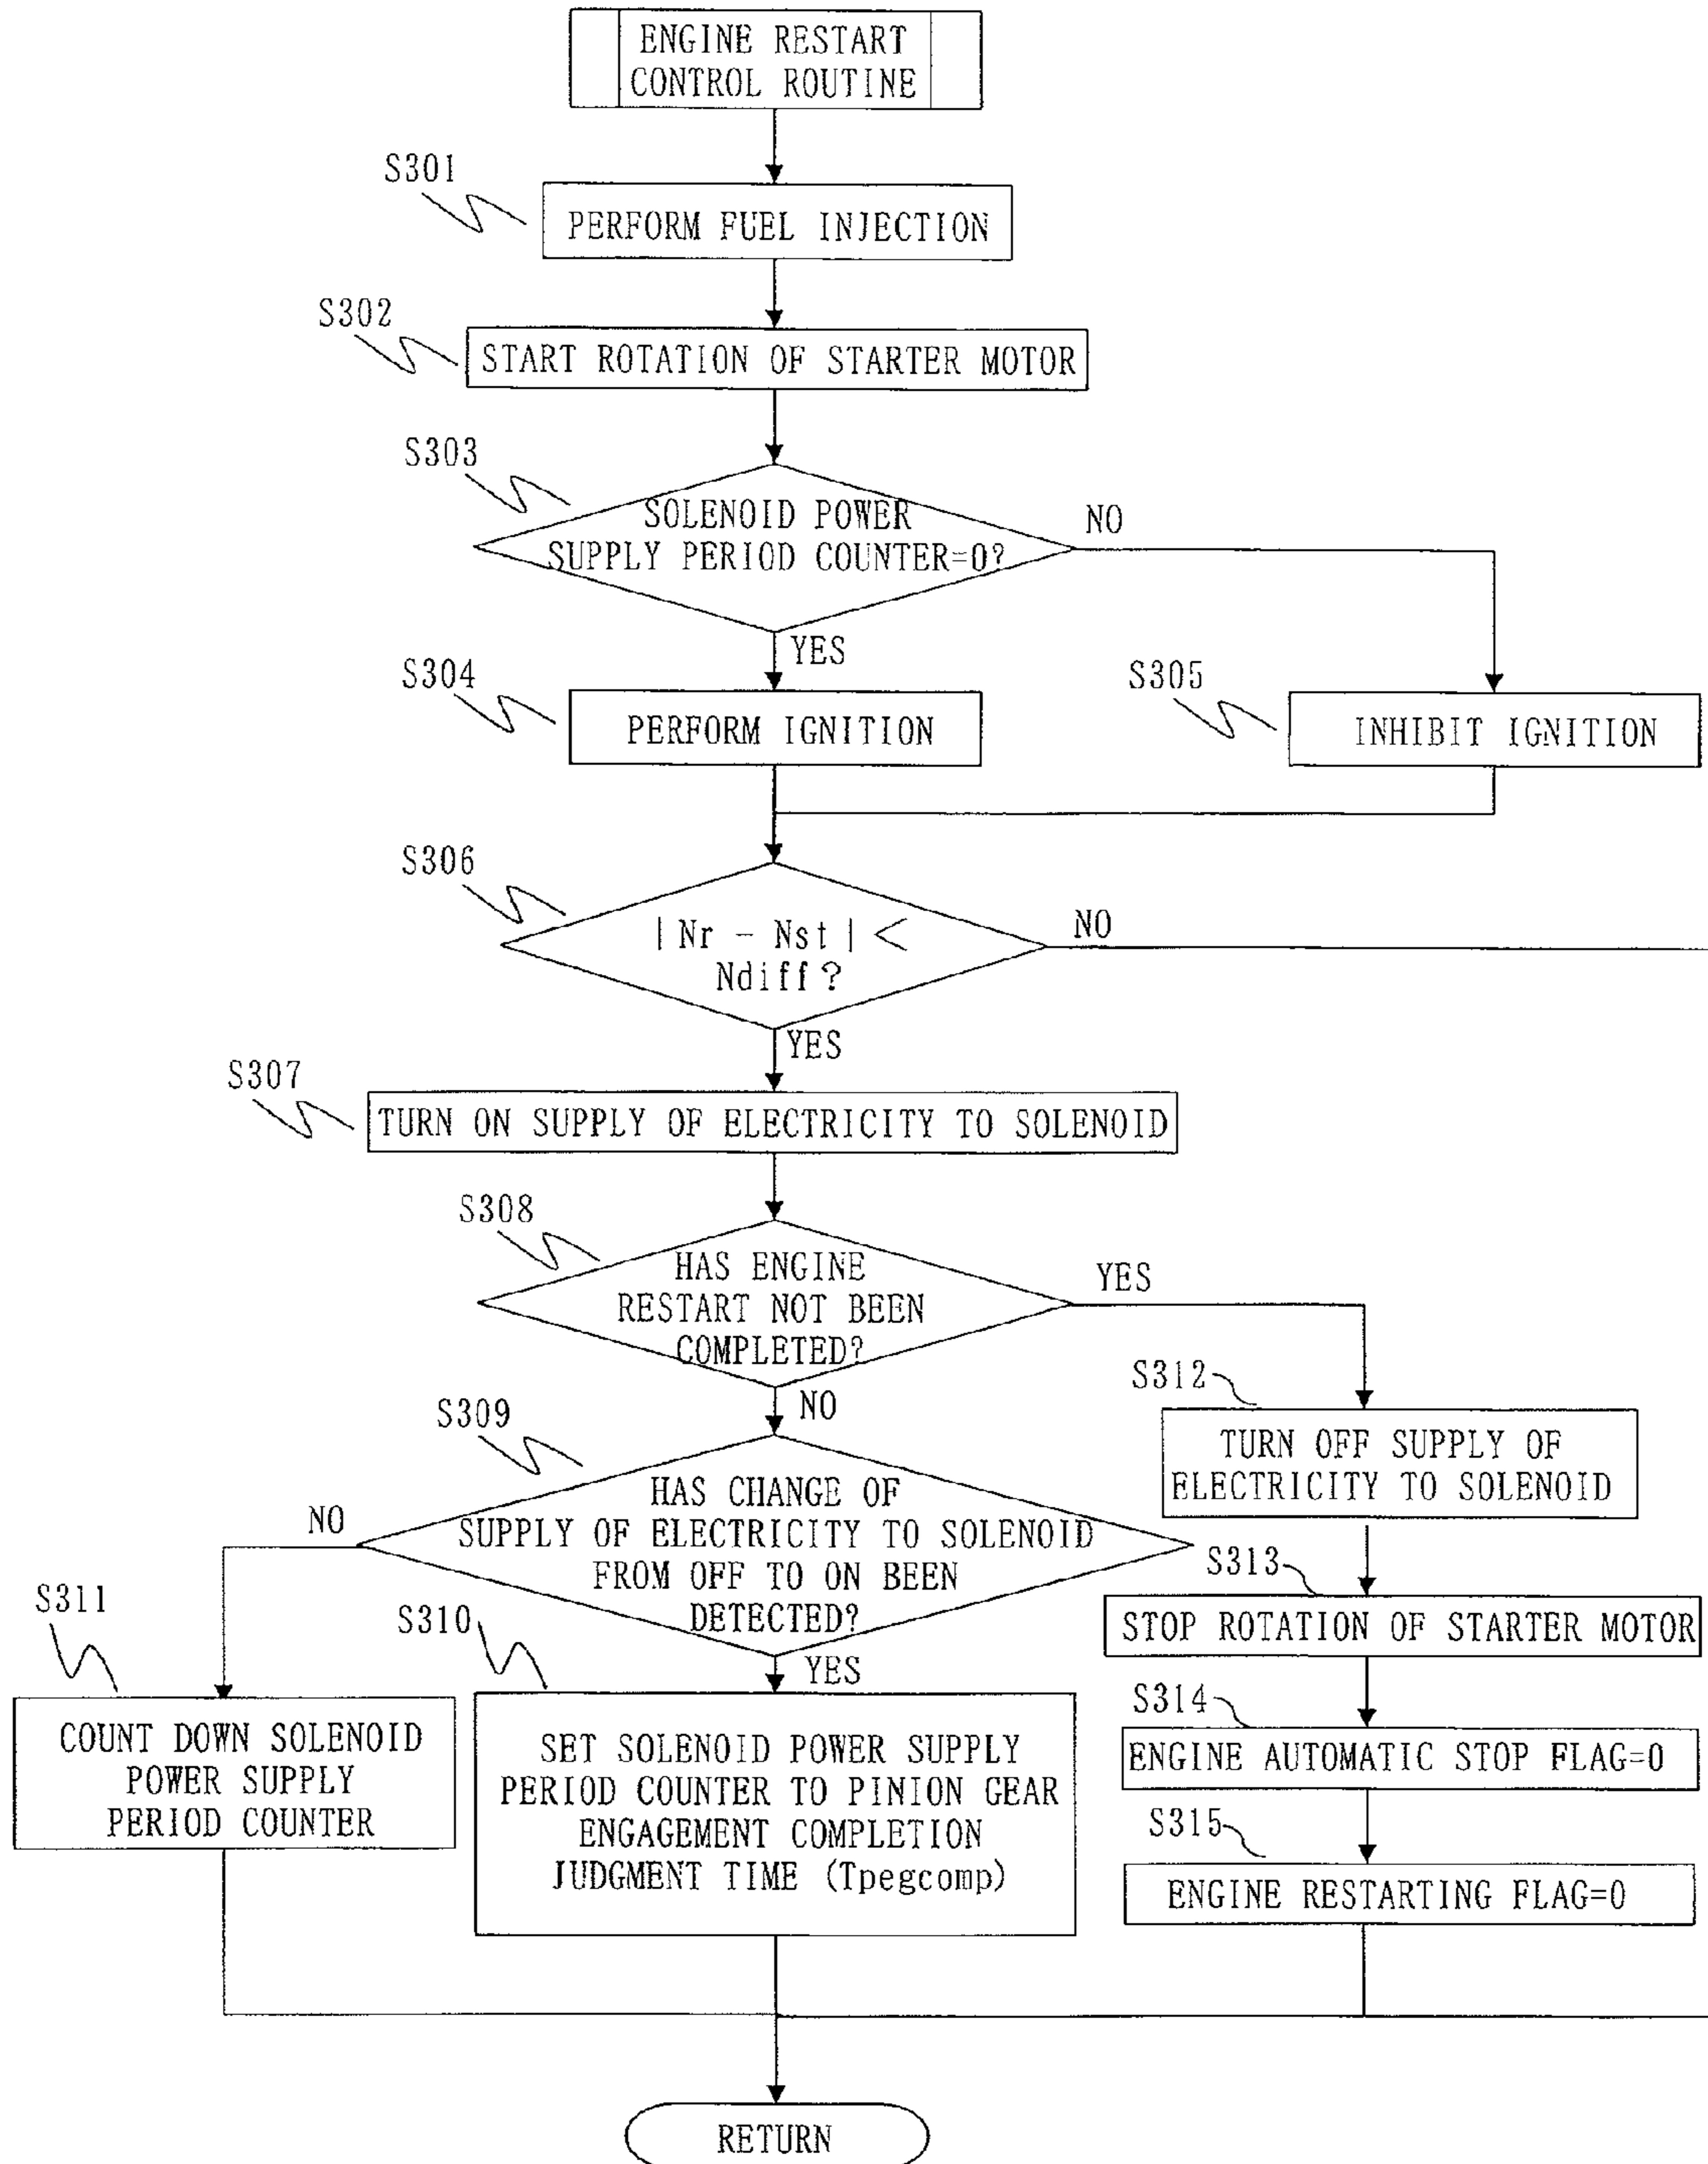 ENGINE RESTART
CONTROL ROUTINE
S301
PERFORM FUEL INJECTION
S302
START ROTATION OF STARTER MOTOR
S303
SOLENOID POWER
SUPPLY PERIOD COUNTER=0?
NO
YES
S304
PERFORM IGNITION
S305
INHIBIT IGNITION
S306
| Nr - Nst | <
Ndiff?
NO
YES
S307
TURN ON SUPPLY OF ELECTRICITY TO SOLENOID
S308
HAS ENGINE
RESTART NOT BEEN
COMPLETED?
YES
NO
S309
HAS CHANGE OF
SUPPLY OF ELECTRICITY TO SOLENOID
FROM OFF TO ON BEEN
DETECTED?
NO
YES
S311
COUNT DOWN SOLENOID
POWER SUPPLY
PERIOD COUNTER
S310
SET SOLENOID POWER SUPPLY
PERIOD COUNTER TO PINION GEAR
ENGAGEMENT COMPLETION
JUDGMENT TIME (Tpegcomp)
S312
TURN OFF SUPPLY OF
ELECTRICITY TO SOLENOID
S313
STOP ROTATION OF STARTER MOTOR
S314
ENGINE AUTOMATIC STOP FLAG=0
S315
ENGINE RESTARTING FLAG=0
RETURN